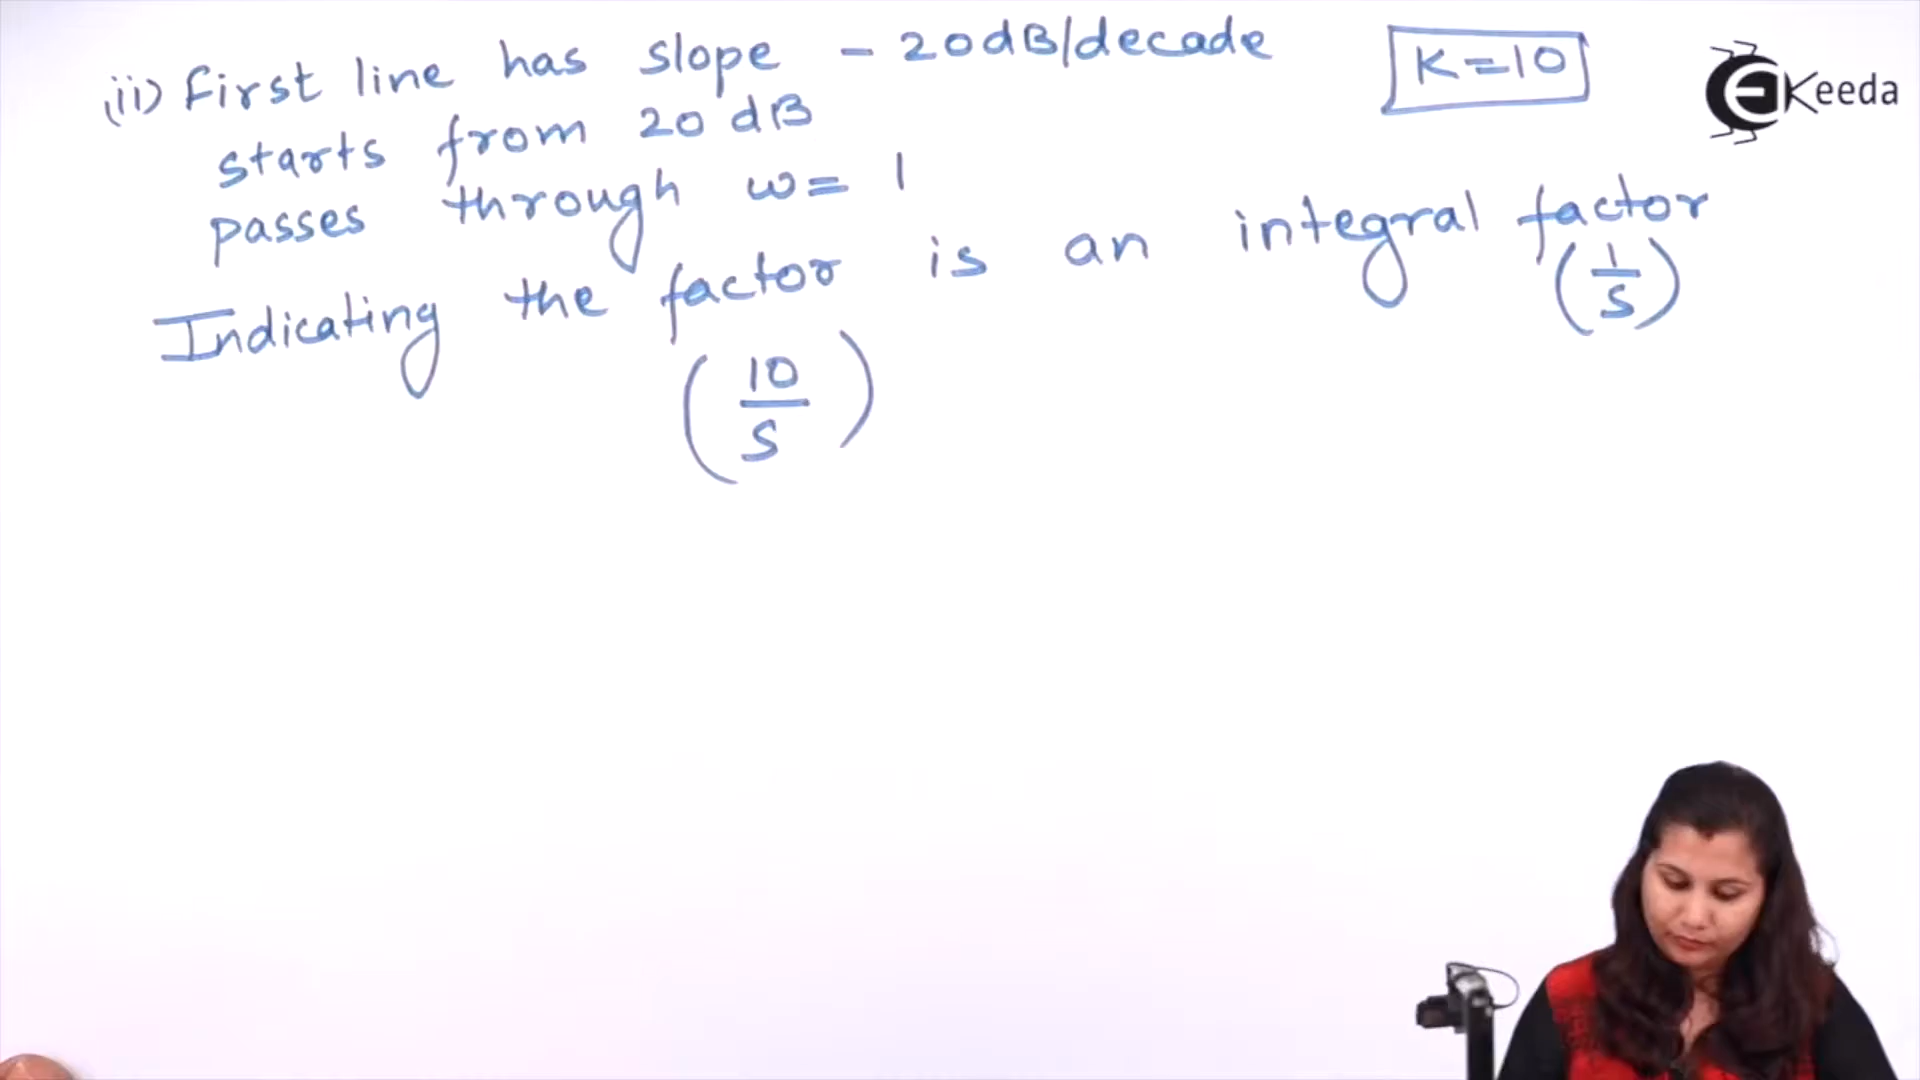 (ii) First line has slope - 20dB/decade
K=10
Keeda
starts from 20 dB
passes through ω= 1
Indicating the factor is an integral factor
(1/s)
(10/s)